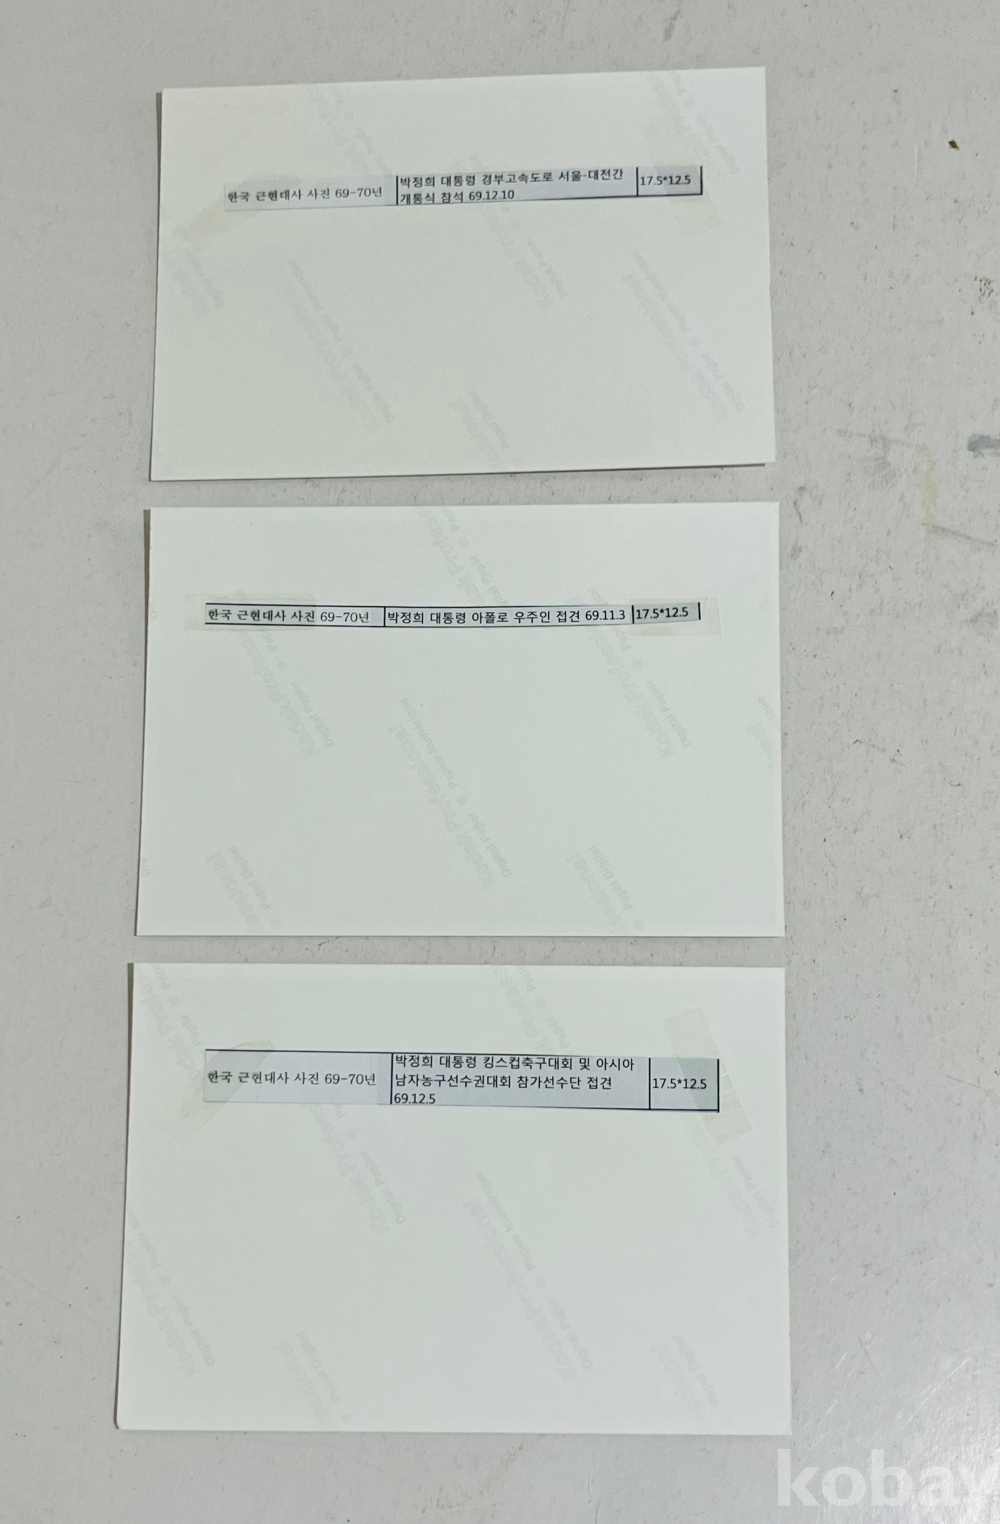 한국 근현대사 사진 69-70년
박정희 대통령 경부고속도로 서울-대전간
개통식 참석 69.12.10
17.5*12.5
한국 근현대사 사진 69-70년
박정희 대통령 아폴로 우주인 접견 69.11.3
17.5*12.5
한국 근현대사 사진 69-70년
박정희 대통령 킹스컵축구대회 및 아시아
남자농구선수권대회 참가선수단 접견
69.12.5
17.5*12.5
kobay